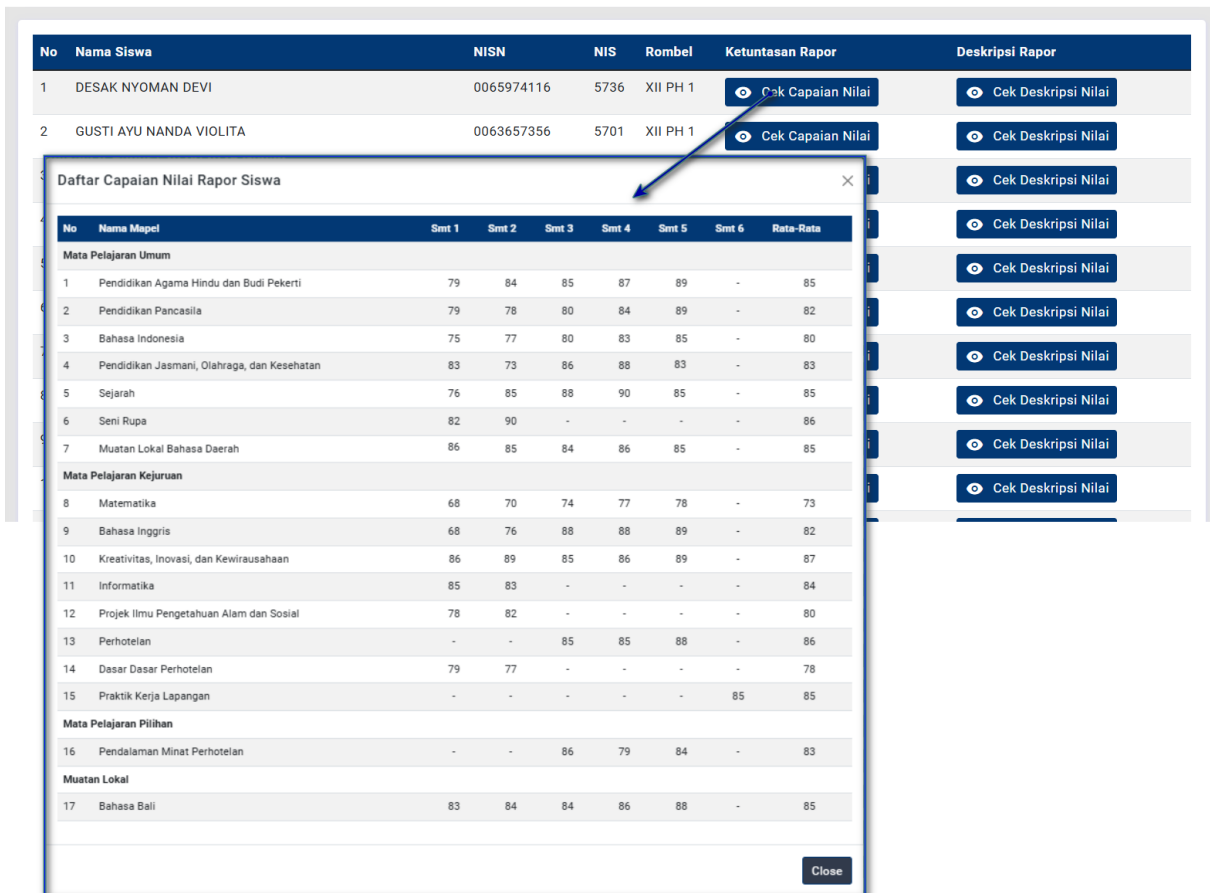 No Nama Siswa NISN NIS Rombel Ketuntasan Rapor Deskripsi Rapor
1 DESAK NYOMAN DEVI 0065974116 5736 XII PH 1 Cek Capaian Nilai Cek Deskripsi Nilai
2 GUSTI AYU NANDA VIOLITA 0063657356 5701 XII PH 1 Cek Capaian Nilai Cek Deskripsi Nilai
Cek Deskripsi Nilai
Cek Deskripsi Nilai
Cek Deskripsi Nilai
Cek Deskripsi Nilai
Cek Deskripsi Nilai
Cek Deskripsi Nilai
Cek Deskripsi Nilai
Cek Deskripsi Nilai
Daftar Capaian Nilai Rapor Siswa
No Nama Mapel Smt 1 Smt 2 Smt 3 Smt 4 Smt 5 Smt 6 Rata-Rata
Mata Pelajaran Umum
1 Pendidikan Agama Hindu dan Budi Pekerti 79 84 85 87 89 - 85
2 Pendidikan Pancasila 79 78 80 84 89 - 82
3 Bahasa Indonesia 75 77 80 83 85 - 80
4 Pendidikan Jasmani, Olahraga, dan Kesehatan 83 73 86 88 83 - 83
5 Sejarah 76 85 88 90 85 - 85
6 Seni Rupa 82 90 - - - - 86
7 Muatan Lokal Bahasa Daerah 86 85 84 86 85 - 85
Mata Pelajaran Kejuruan
8 Matematika 68 70 74 77 78 - 73
9 Bahasa Inggris 68 76 88 88 89 - 82
10 Kreativitas, Inovasi, dan Kewirausahaan 86 89 85 86 89 - 87
11 Informatika 85 83 - - - - 84
12 Projek Ilmu Pengetahuan Alam dan Sosial 78 82 - - - - 80
13 Perhotelan - - 85 85 88 - 86
14 Dasar Dasar Perhotelan 79 77 - - - - 78
15 Praktik Kerja Lapangan - - - - - 85 85
Mata Pelajaran Pilihan
16 Pendalaman Minat Perhotelan - - 86 79 84 - 83
Muatan Lokal
17 Bahasa Bali 83 84 84 86 88 - 85
Close